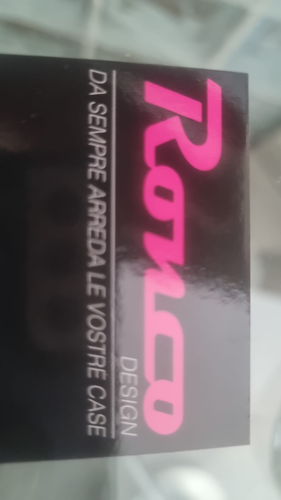 Ronco
DESIGN
DA SEMPRE ARREDA LE VOSTRE CASE